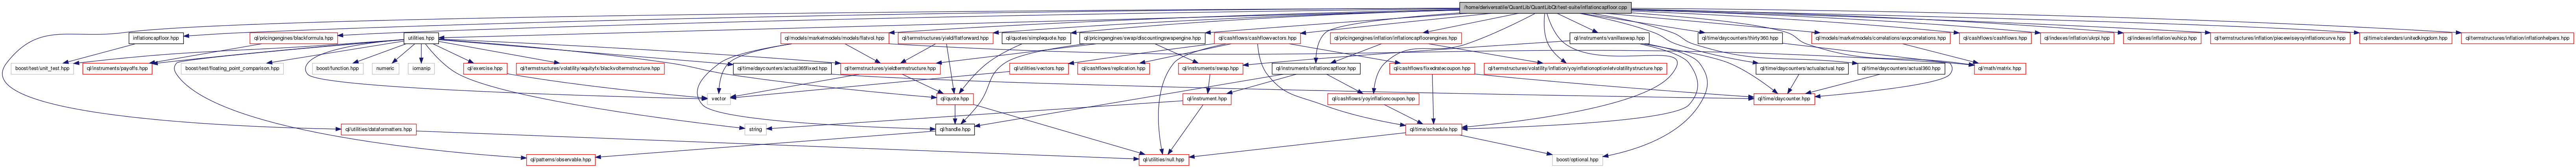 /home/deriversatile/QuantLib/QuantLibQt/test-suite/inflationcapfloor.cpp
inflationcapfloor.hpp
ql/pricingengines/blackformula.hpp
utilities.hpp
ql/models/marketmodels/models/flatvol.hpp
ql/termstructures/yield/flatforward.hpp
ql/quotes/simplequote.hpp
ql/pricingengines/swap/discountingswapengine.hpp
ql/cashflows/cashflowvectors.hpp
ql/pricingengines/inflation/inflationcapfloorengines.hpp
ql/instruments/vanillaswap.hpp
ql/time/daycounters/thirty360.hpp
ql/models/marketmodels/correlations/expcorrelations.hpp
ql/cashflows/cashflows.hpp
ql/indexes/inflation/ukrpi.hpp
ql/indexes/inflation/euhicp.hpp
ql/termstructures/inflation/piecewiseyoyinflationcurve.hpp
ql/time/calendars/unitedkingdom.hpp
ql/termstructures/inflation/inflationhelpers.hpp
boost/test/unit_test.hpp
ql/instruments/payoffs.hpp
boost/test/floating_point_comparison.hpp
boost/function.hpp
numeric
iomanip
ql/exercise.hpp
ql/termstructures/volatility/equityfx/blackvoltermstructure.hpp
ql/time/daycounters/actual365fixed.hpp
ql/termstructures/yieldtermstructure.hpp
ql/utilities/vectors.hpp
ql/cashflows/replication.hpp
ql/instruments/swap.hpp
ql/instruments/inflationcapfloor.hpp
ql/cashflows/fixedratecoupon.hpp
ql/termstructures/volatility/inflation/yoyinflationoptionletvolatilitystructure.hpp
ql/time/daycounters/actualactual.hpp
ql/time/daycounters/actual360.hpp
ql/math/matrix.hpp
vector
ql/quote.hpp
ql/instrument.hpp
ql/cashflows/yoyinflationcoupon.hpp
ql/time/daycounter.hpp
ql/utilities/dataformatters.hpp
string
ql/handle.hpp
ql/time/schedule.hpp
ql/patterns/observable.hpp
ql/utilities/null.hpp
boost/optional.hpp